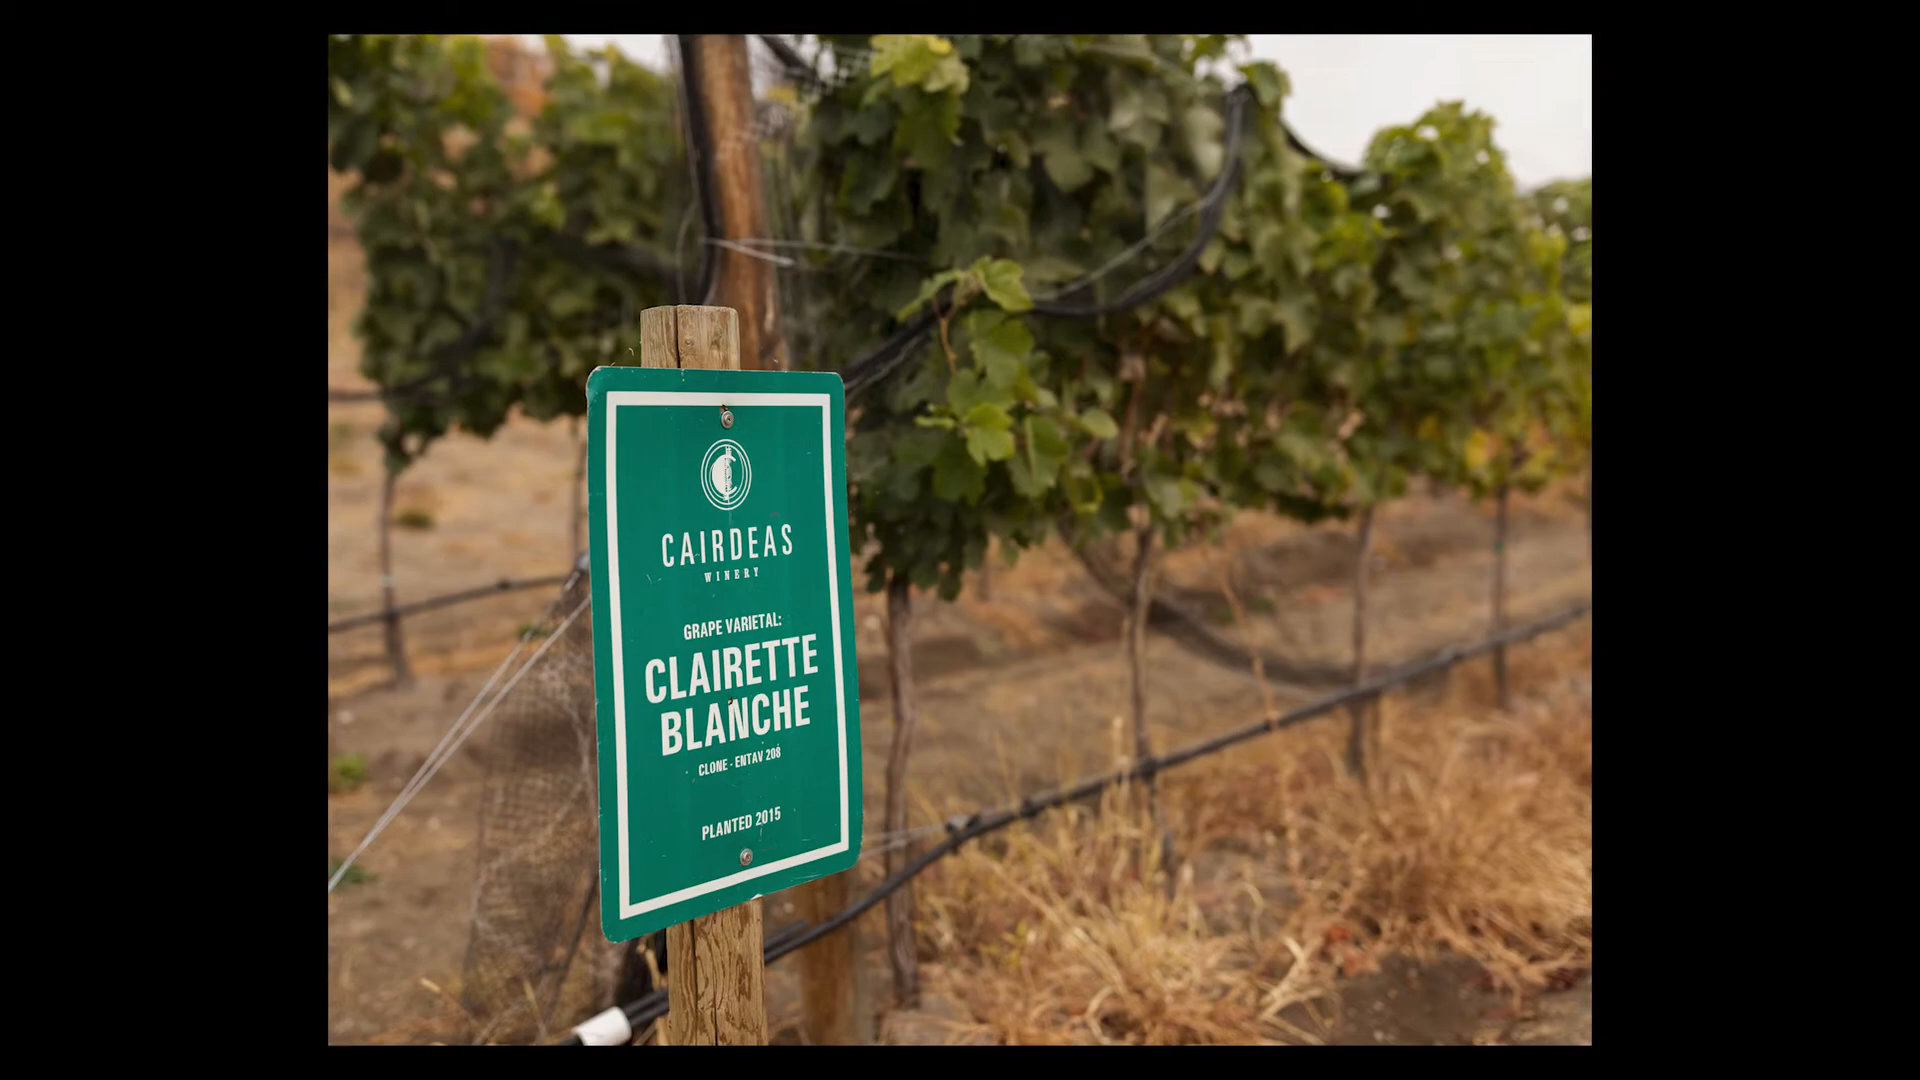 CAIRDEAS
WINERY
GRAPE VARIETAL:
CLAIRETTE
BLANCHE
CLONE - ENTAV 208
PLANTED 2015